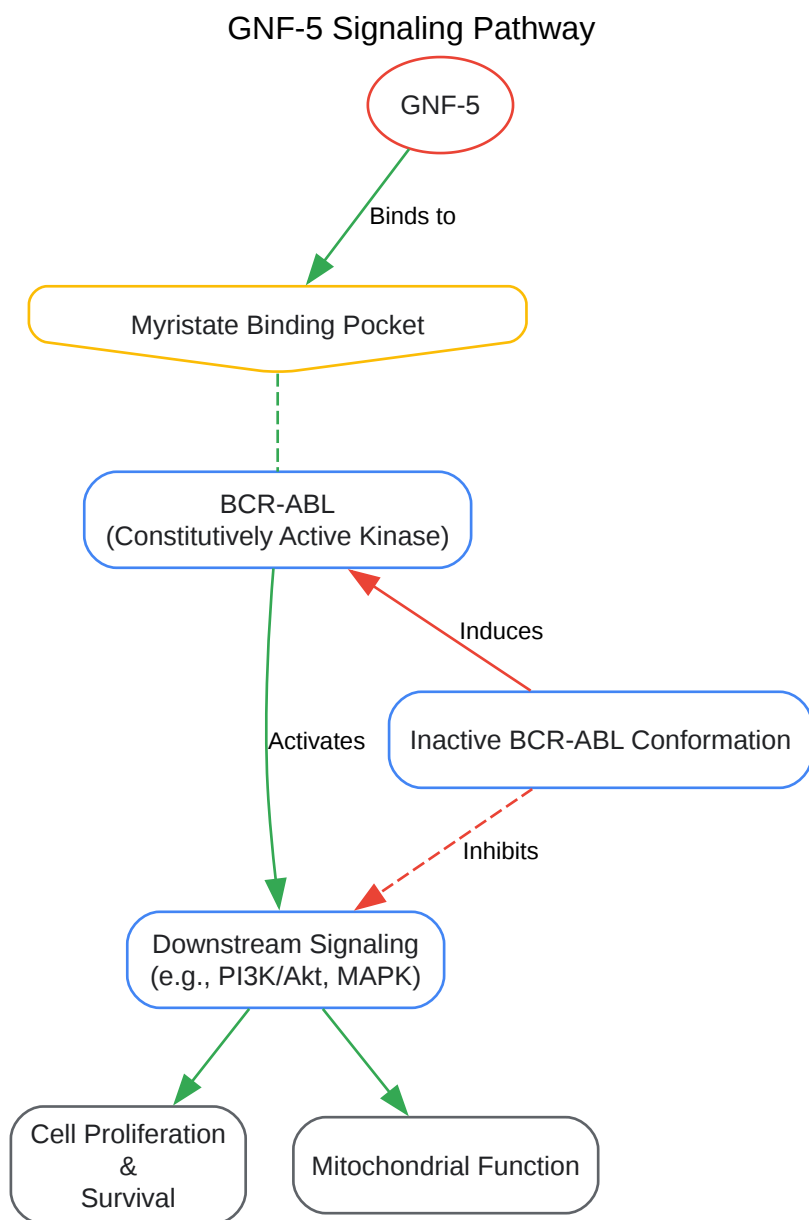 GNF-5 Signaling Pathway
GNF-5
Binds to
Myristate Binding Pocket
BCR-ABL
(Constitutively Active Kinase)
Induces
Inactive BCR-ABL Conformation
Activates
Inhibits
Downstream Signaling
(e.g., PI3K/Akt, MAPK)
Cell Proliferation
&
Survival
Mitochondrial Function